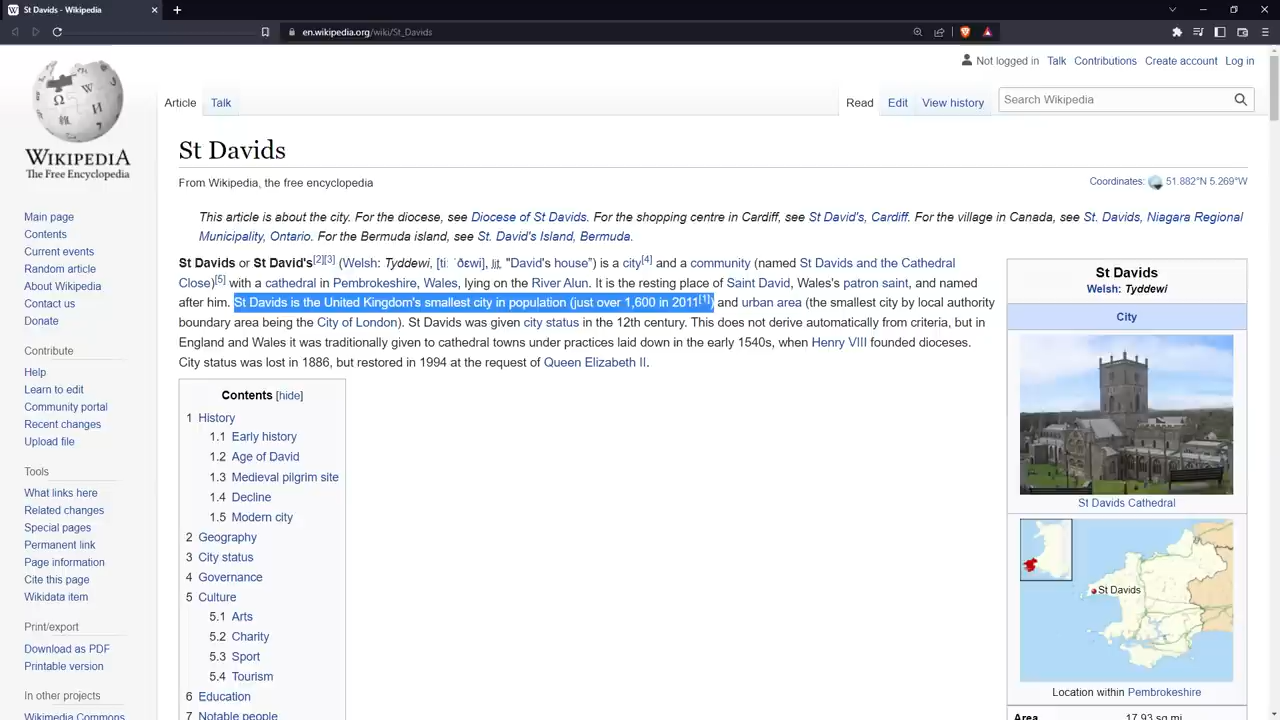 St Davids - Wikipedia
en.wikipedia.org/wiki/St_Davids
Not logged in Talk Contributions Create account Log in
Article Talk Read Edit View history Search Wikipedia
WIKIPEDIA
The Free Encyclopedia
Main page
Contents
Current events
Random article
About Wikipedia
Contact us
Donate
Contribute
Help
Learn to edit
Community portal
Recent changes
Upload file
Tools
What links here
Related changes
Special pages
Permanent link
Page information
Cite this page
Wikidata item
Print/export
Download as PDF
Printable version
In other projects
Wikimedia Commons
St Davids
From Wikipedia, the free encyclopedia
Coordinates: 51.882°N 5.269°W
This article is about the city. For the diocese, see Diocese of St Davids. For the shopping centre in Cardiff, see St David's, Cardiff. For the village in Canada, see St. Davids, Niagara Regional
Municipality, Ontario. For the Bermuda island, see St. David's Island, Bermuda.
St Davids or St David's[2][3] (Welsh: Tyddewi, [tiː ˈðɛwi], lit, "David's house") is a city[4] and a community (named St Davids and the Cathedral
Close)[5] with a cathedral in Pembrokeshire, Wales, lying on the River Alun. It is the resting place of Saint David, Wales's patron saint, and named
after him. St Davids is the United Kingdom's smallest city in population (just over 1,600 in 2011[1]) and urban area (the smallest city by local authority
boundary area being the City of London). St Davids was given city status in the 12th century. This does not derive automatically from criteria, but in
England and Wales it was traditionally given to cathedral towns under practices laid down in the early 1540s, when Henry VIII founded dioceses.
City status was lost in 1886, but restored in 1994 at the request of Queen Elizabeth II.
Contents [hide]
1 History
1.1 Early history
1.2 Age of David
1.3 Medieval pilgrim site
1.4 Decline
1.5 Modern city
2 Geography
3 City status
4 Governance
5 Culture
5.1 Arts
5.2 Charity
5.3 Sport
5.4 Tourism
6 Education
7 Notable people
St Davids
Welsh: Tyddewi
City
St Davids Cathedral
St Davids
Location within Pembrokeshire
Area 17.93 sq mi